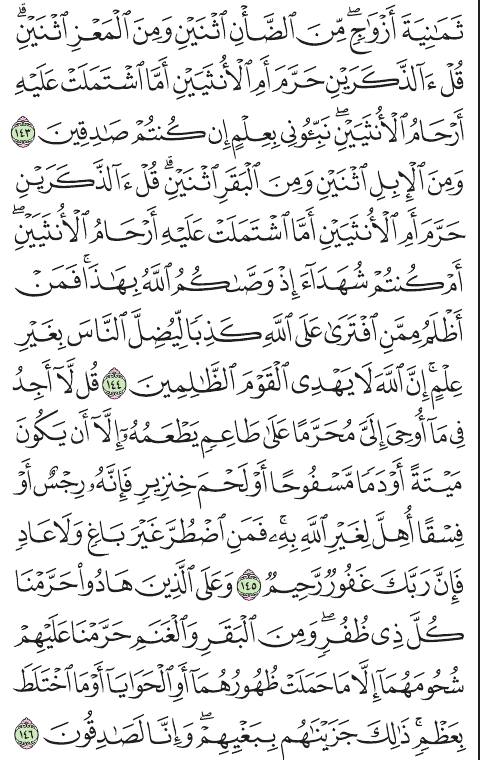 ثَمَٰنِيَةَ أَزْوَٰجٍۖ مِّنَ ٱلضَّأْنِ ٱثْنَيْنِ وَمِنَ ٱلْمَعْزِ ٱثْنَيْنِۗ
قُلْ ءَآلذَّكَرَيْنِ حَرَّمَ أَمِ ٱلْأُنثَيَيْنِ أَمَّا ٱشْتَمَلَتْ عَلَيْهِ
أَرْحَامُ ٱلْأُنثَيَيْنِۖ نَبِّـُٔونِى بِعِلْمٍ إِن كُنتُمْ صَٰدِقِينَ ١٤٣
وَمِنَ ٱلْإِبِلِ ٱثْنَيْنِ وَمِنَ ٱلْبَقَرِ ٱثْنَيْنِۗ قُلْ ءَآلذَّكَرَيْنِ
حَرَّمَ أَمِ ٱلْأُنثَيَيْنِ أَمَّا ٱشْتَمَلَتْ عَلَيْهِ أَرْحَامُ ٱلْأُنثَيَيْنِۖ
أَمْ كُنتُمْ شُهَدَآءَ إِذْ وَصَّىٰكُمُ ٱللَّهُ بِهَٰذَاۚ فَمَنْ
أَظْلَمُ مِمَّنِ ٱفْتَرَىٰ عَلَى ٱللَّهِ كَذِبًا لِّيُضِلَّ ٱلنَّاسَ بِغَيْرِ
عِلْمٍۚ إِنَّ ٱللَّهَ لَا يَهْدِى ٱلْقَوْمَ ٱلظَّٰلِمِينَ ١٤٤ قُل لَّآ أَجِدُ
فِى مَآ أُوحِىَ إِلَىَّ مُحَرَّمًا عَلَىٰ طَاعِمٍ يَطْعَمُهُۥٓ إِلَّآ أَن يَكُونَ
مَيْتَةً أَوْ دَمًا مَّسْفُوحًا أَوْ لَحْمَ خِنزِيرٍ فَإِنَّهُۥ رِجْسٌ أَوْ
فِسْقًا أُهِلَّ لِغَيْرِ ٱللَّهِ بِهِۦۚ فَمَنِ ٱضْطُرَّ غَيْرَ بَاغٍ وَلَا عَادٍ
فَإِنَّ رَبَّكَ غَفُورٌ رَّحِيمٌ ١٤٥ وَعَلَى ٱلَّذِينَ هَادُوا۟ حَرَّمْنَا
كُلَّ ذِى ظُفُرٍۖ وَمِنَ ٱلْبَقَرِ وَٱلْغَنَمِ حَرَّمْنَا عَلَيْهِمْ
شُحُومَهُمَآ إِلَّا مَا حَمَلَتْ ظُهُورُهُمَآ أَوِ ٱلْحَوَايَآ أَوْ مَا ٱخْتَلَطَ
بِعَظْمٍۚ ذَٰلِكَ جَزَيْنَٰهُم بِبَغْيِهِمْۖ وَإِنَّا لَصَٰدِقُونَ ١٤٦